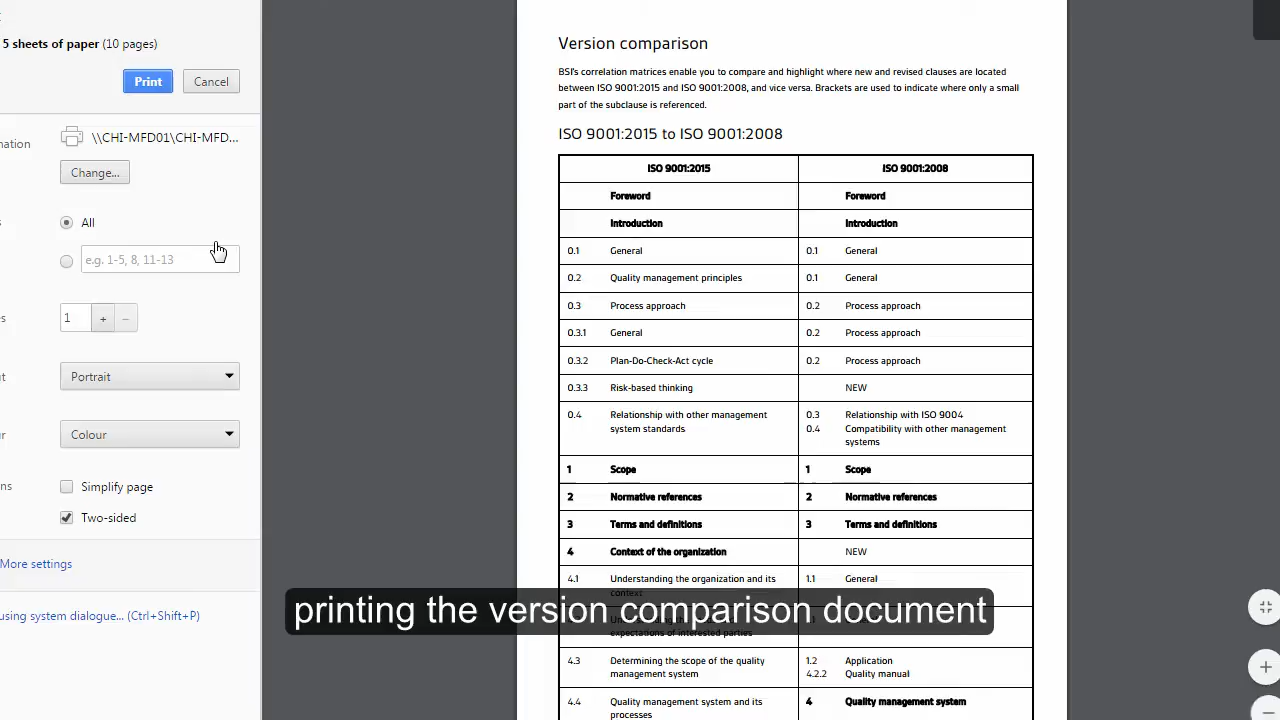 5 sheets of paper (10 pages)
Print Cancel
\\CHI-MFD01\CHI-MFD...
Change...
All
e.g. 1-5, 8, 11-13
1 + −
Portrait
Colour
Simplify page
Two-sided
More settings
using system dialogue... (Ctrl+Shift+P)
Version comparison
BSI's correlation matrices enable you to compare and highlight where new and revised clauses are located
between ISO 9001:2015 and ISO 9001:2008, and vice versa. Brackets are used to indicate where only a small
part of the subclause is referenced.
ISO 9001:2015 to ISO 9001:2008
ISO 9001:2015 ISO 9001:2008
Foreword Foreword
Introduction Introduction
0.1 General 0.1 General
0.2 Quality management principles 0.1 General
0.3 Process approach 0.2 Process approach
0.3.1 General 0.2 Process approach
0.3.2 Plan-Do-Check-Act cycle 0.2 Process approach
0.3.3 Risk-based thinking NEW
0.4 Relationship with other management 0.3 Relationship with ISO 9004
system standards 0.4 Compatibility with other management
systems
1 Scope 1 Scope
2 Normative references 2 Normative references
3 Terms and definitions 3 Terms and definitions
4 Context of the organization NEW
4.1 Understanding the organization and its 1.1 General
context
expectations of interested parties
printing the version comparison document
4.3 Determining the scope of the quality 1.2 Application
management system 4.2.2 Quality manual
4.4 Quality management system and its 4 Quality management system
processes